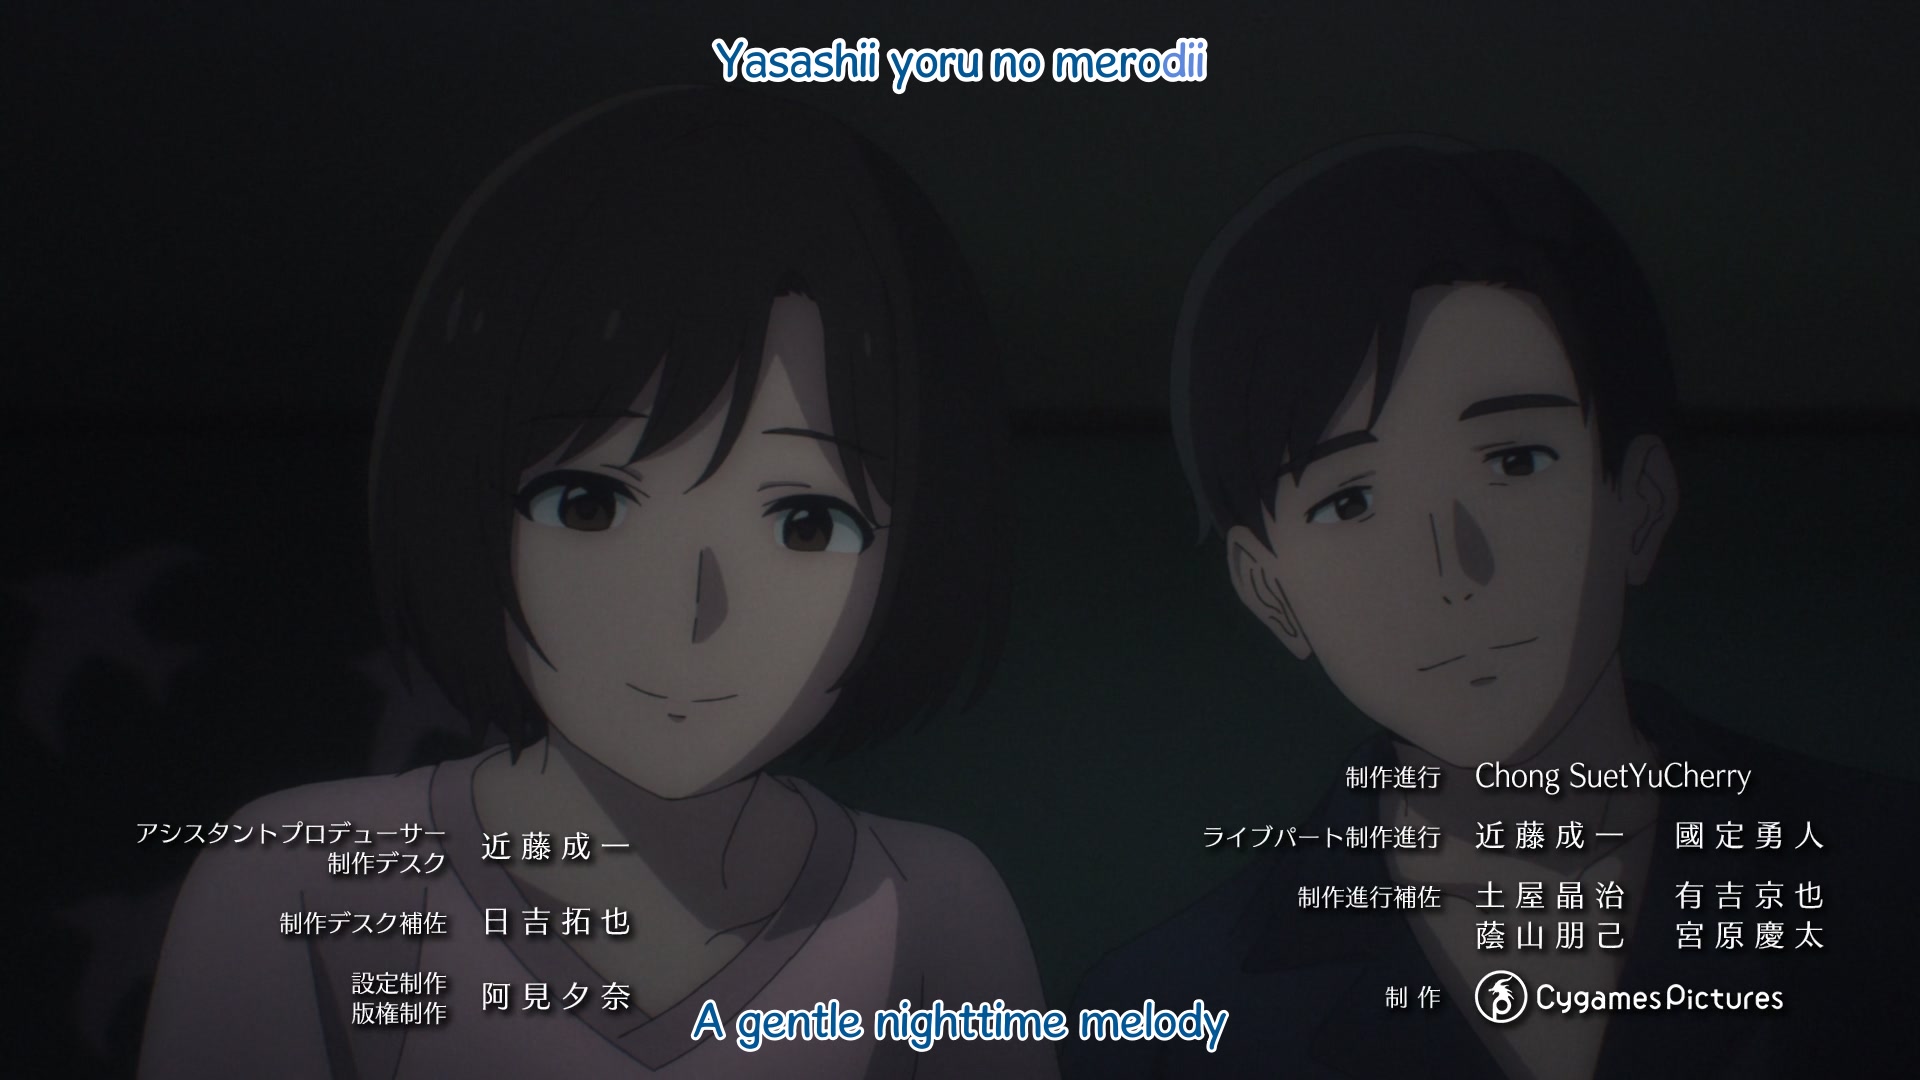 Yasashii yoru no merodii
アシスタントプロデューサー
制作デスク 近藤成一
制作デスク補佐 日吉拓也
設定制作
版権制作 阿見夕奈
制作進行 Chong SuetYuCherry
ライブパート制作進行 近藤成一 國定勇人
制作進行補佐 土屋晶治 有吉京也
蔭山朋己 宮原慶太
制作 CygamesPictures
A gentle nighttime melody